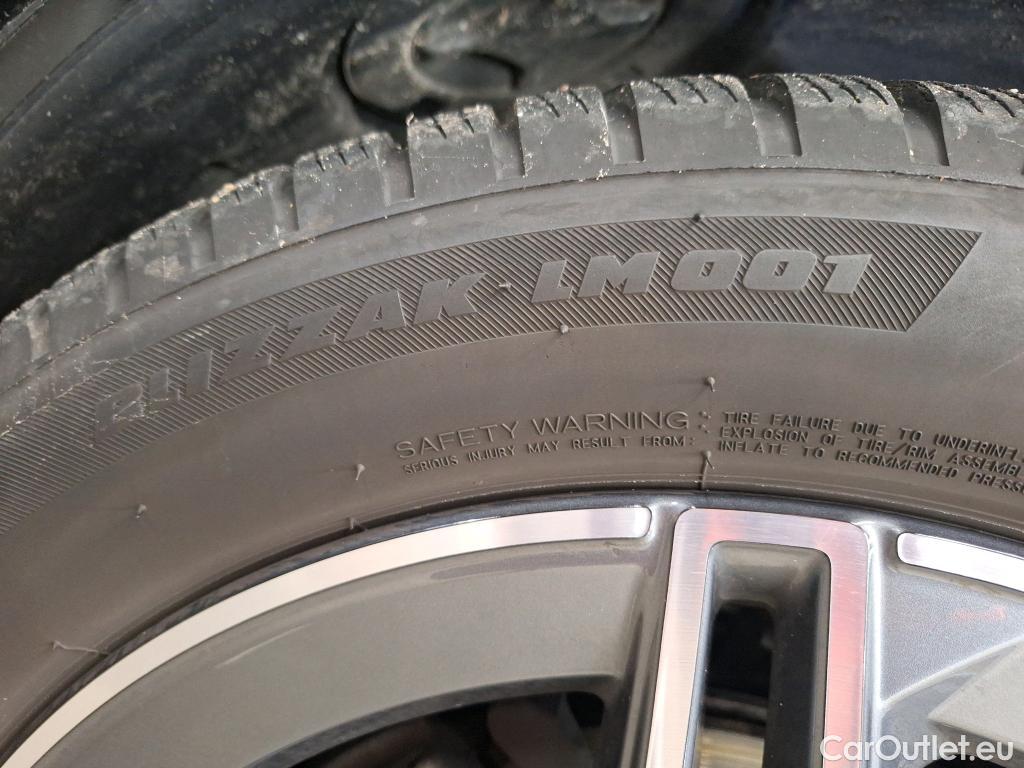 BLIZZAK LM001
SAFETY WARNING :
SERIOUS INJURY MAY RESULT FROM :
TIRE FAILURE DUE TO UNDERINFL
EXPLOSION OF TIRE/RIM ASSEMB
INFLATE TO RECOMMENDED PRESS
CarOutlet.eu